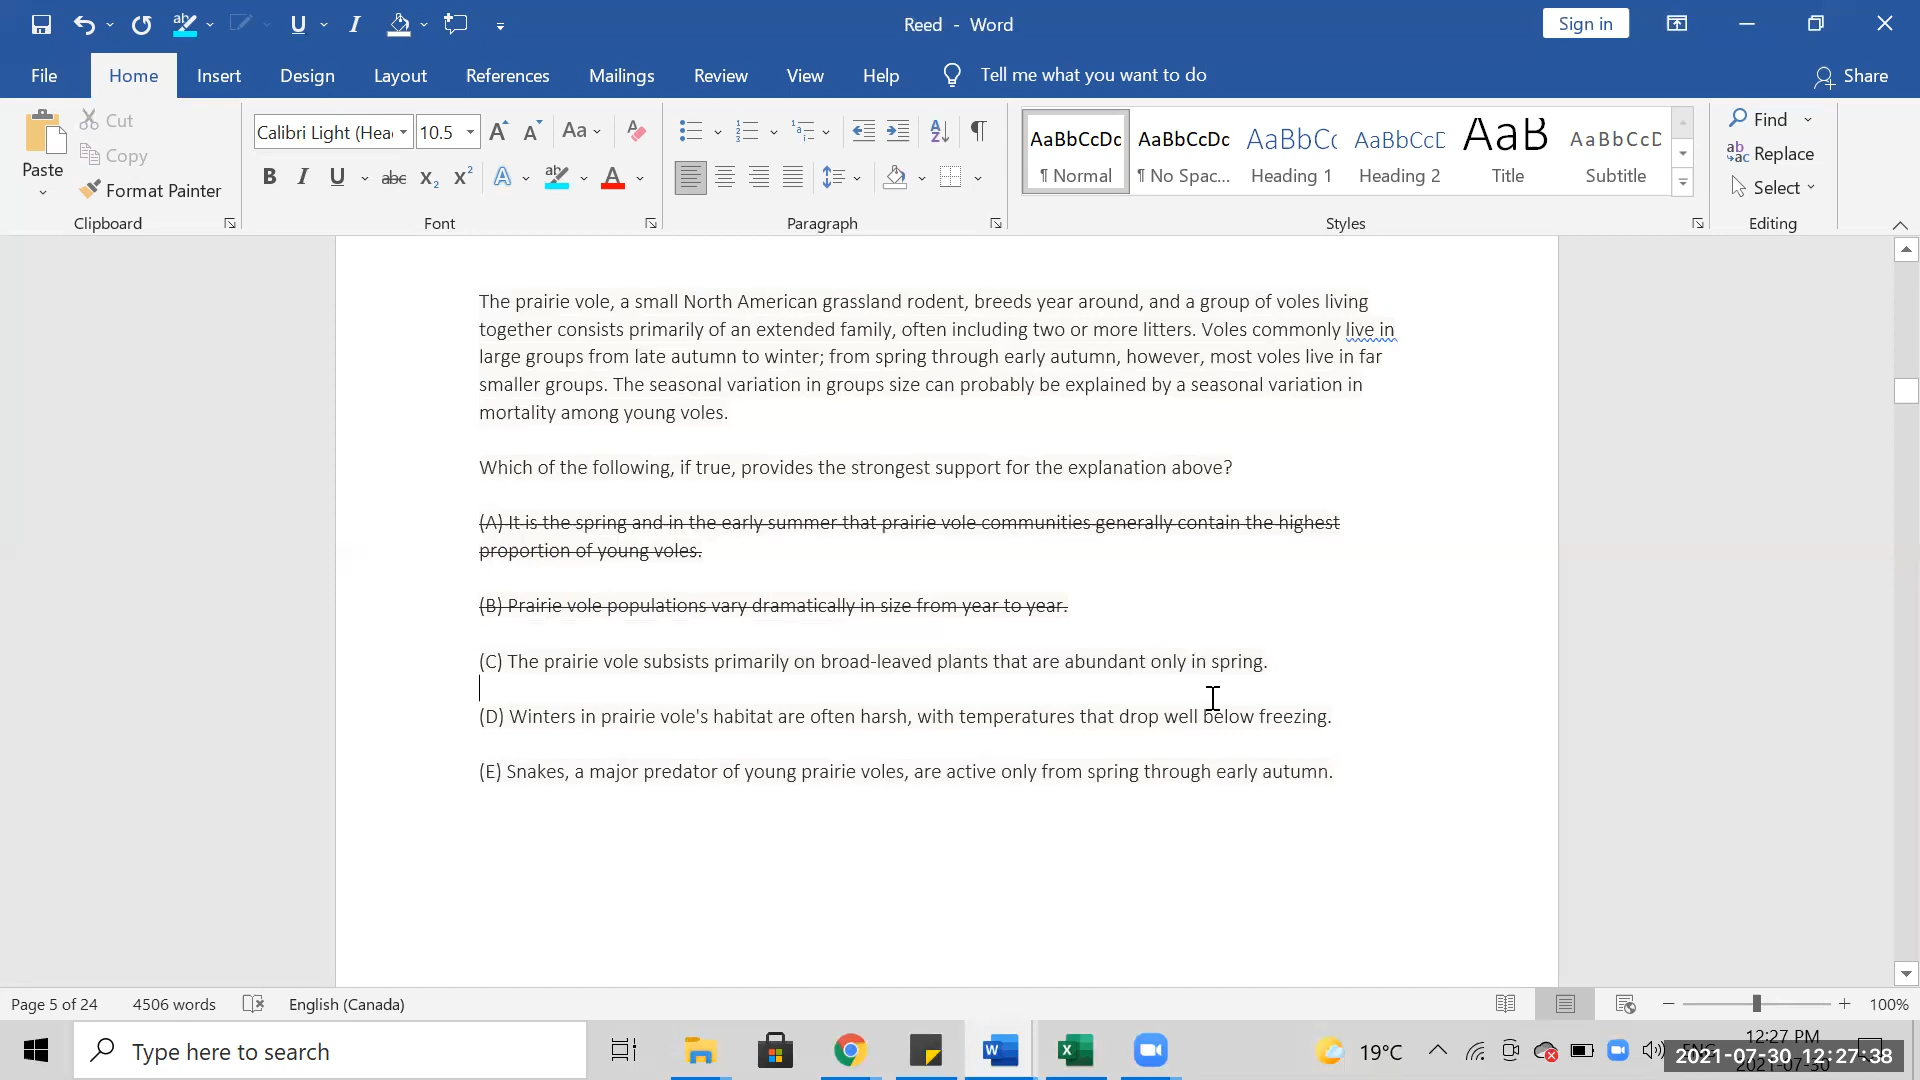 Reed - Word
Sign in
File Home Insert Design Layout References Mailings Review View Help Tell me what you want to do Share
Paste
Cut
Copy
Format Painter
Clipboard
Calibri Light (Hea 10.5
Font
Paragraph
AaBbCcDc AaBbCcDc AaBbCc AaBbCcD AaB AaBbCcD
¶ Normal ¶ No Spac... Heading 1 Heading 2 Title Subtitle
Styles
Find
Replace
Select
Editing
The prairie vole, a small North American grassland rodent, breeds year around, and a group of voles living
together consists primarily of an extended family, often including two or more litters. Voles commonly live in
large groups from late autumn to winter; from spring through early autumn, however, most voles live in far
smaller groups. The seasonal variation in groups size can probably be explained by a seasonal variation in
mortality among young voles.
Which of the following, if true, provides the strongest support for the explanation above?
(A) It is the spring and in the early summer that prairie vole communities generally contain the highest
proportion of young voles.
(B) Prairie vole populations vary dramatically in size from year to year.
(C) The prairie vole subsists primarily on broad-leaved plants that are abundant only in spring.
(D) Winters in prairie vole's habitat are often harsh, with temperatures that drop well below freezing.
(E) Snakes, a major predator of young prairie voles, are active only from spring through early autumn.
Page 5 of 24 4506 words English (Canada) 100%
Type here to search
19°C
12:27 PM
2021-07-30 12:27:38